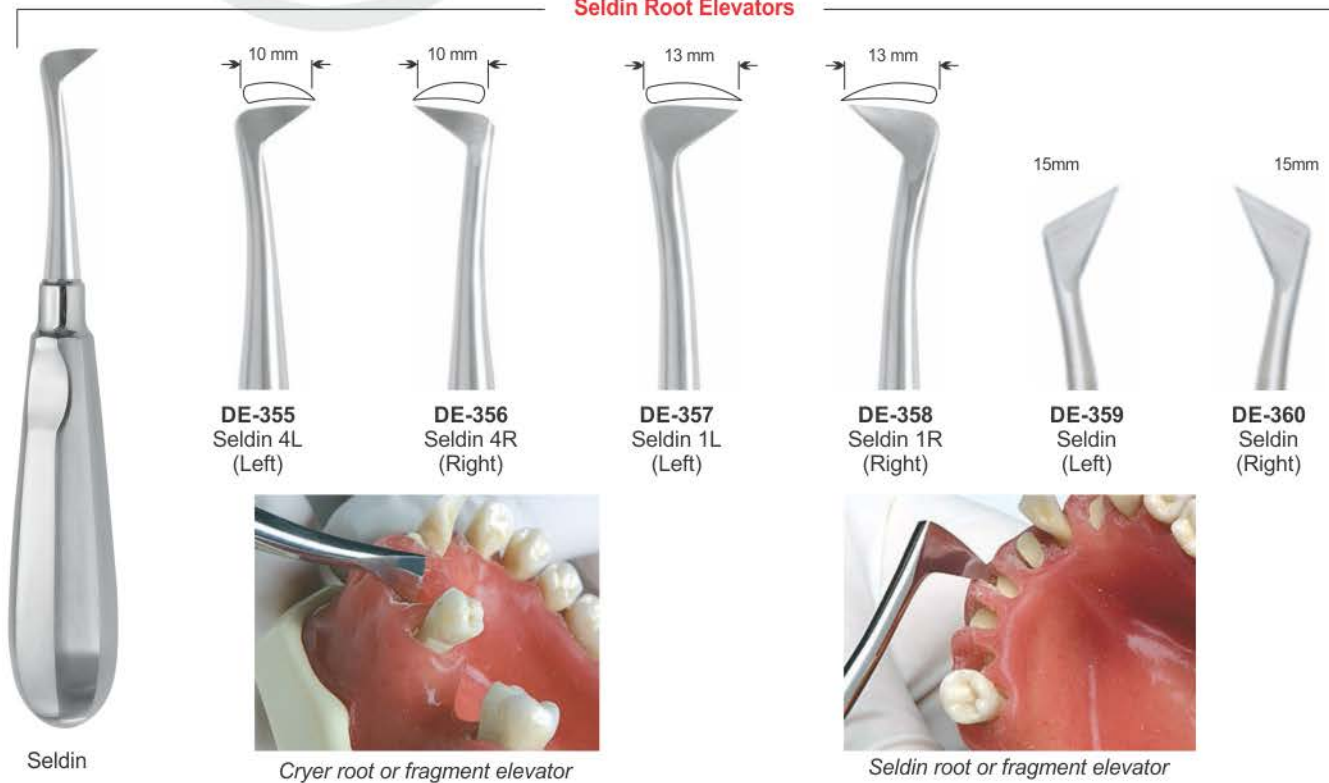 Seldin Root Elevators
10 mm
10 mm
13 mm
13 mm
15mm
15mm
DE-355
Seldin 4L
(Left)
DE-356
Seldin 4R
(Right)
DE-357
Seldin 1L
(Left)
DE-358
Seldin 1R
(Right)
DE-359
Seldin
(Left)
DE-360
Seldin
(Right)
Seldin
Cryer root or fragment elevator
Seldin root or fragment elevator